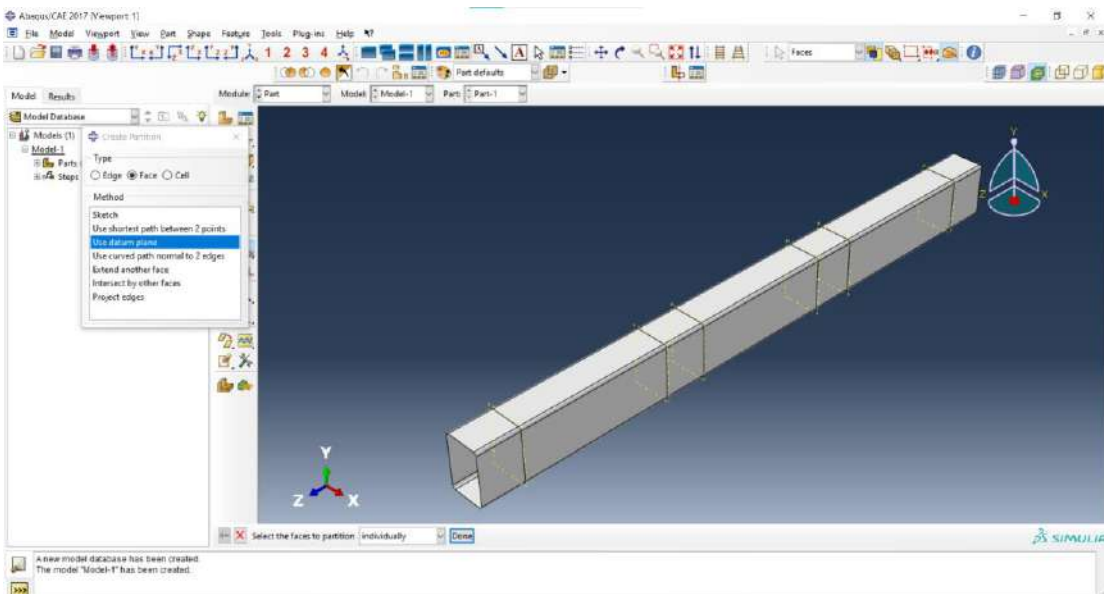 Abaqus/CAE 2017 [Viewport: 1]
File Model Viewport View Part Shape Feature Tools Plug-ins Help
1 2 3 4 Faces
Part defaults
Model Results Module: Part Model: Model-1 Part: Part-1
Model Database
Models (1)
Model-1
Parts
Steps
Create Partition
Type
Edge Face Cell
Method
Sketch
Use shortest path between 2 points
Use datum plane
Use curved path normal to 2 edges
Extend another face
Intersect by other faces
Project edges
Y
Z X
Y
Z X
Select the faces to partition individually Done
SIMULIA
A new model database has been created.
The model "Model-1" has been created.
>>>